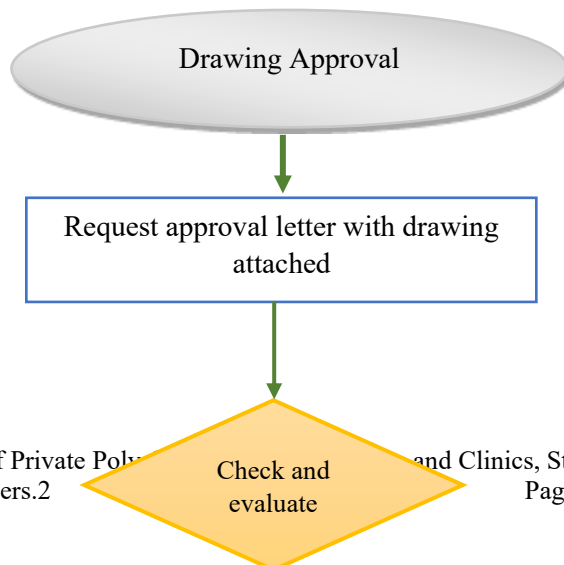 Drawing Approval
Request approval letter with drawing
attached
f Private Poly
and Clinics, St
Check and
evaluate
ers.2
Pag